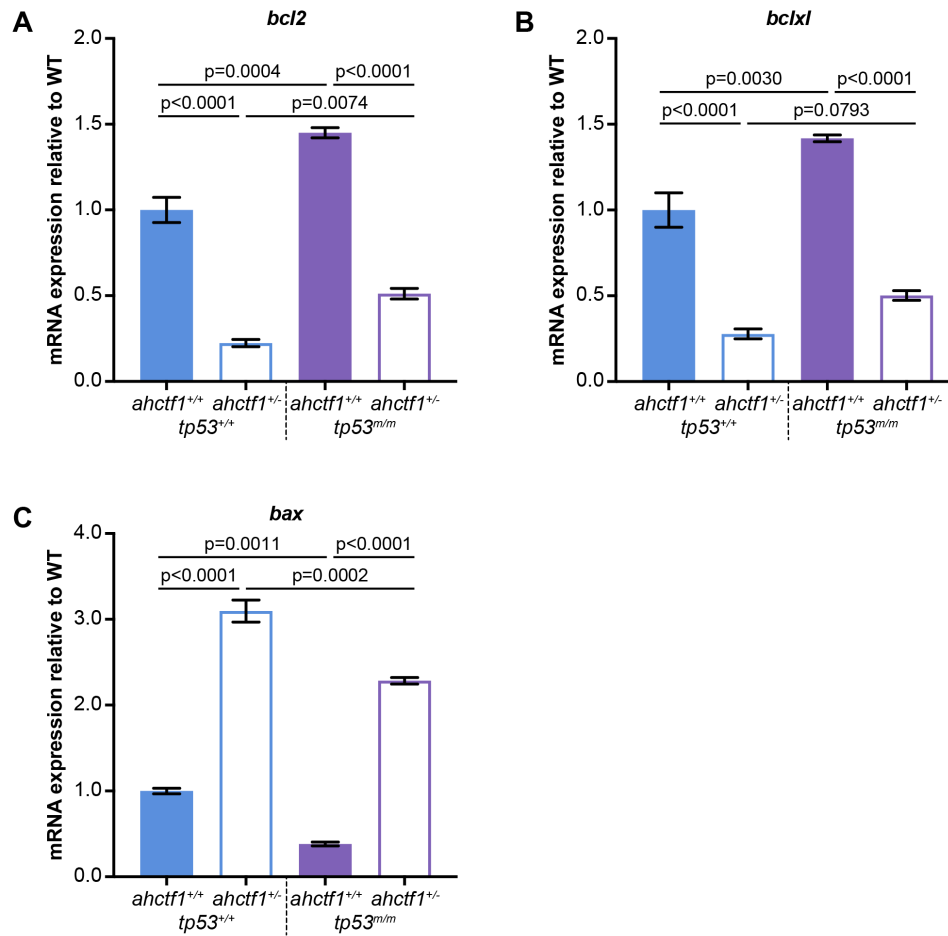 A
bcl2
mRNA expression relative to WT
2.0
1.5
1.0
0.5
0.0
p=0.0004 p<0.0001
p<0.0001 p=0.0074
ahctf1+/+ ahctf1+/- ahctf1+/+ ahctf1+/-
tp53+/+ tp53m/m
B
bclxl
mRNA expression relative to WT
2.0
1.5
1.0
0.5
0.0
p=0.0030 p<0.0001
p<0.0001 p=0.0793
ahctf1+/+ ahctf1+/- ahctf1+/+ ahctf1+/-
tp53+/+ tp53m/m
C
bax
mRNA expression relative to WT
4.0
3.0
2.0
1.0
0.0
p=0.0011 p<0.0001
p<0.0001 p=0.0002
ahctf1+/+ ahctf1+/- ahctf1+/+ ahctf1+/-
tp53+/+ tp53m/m